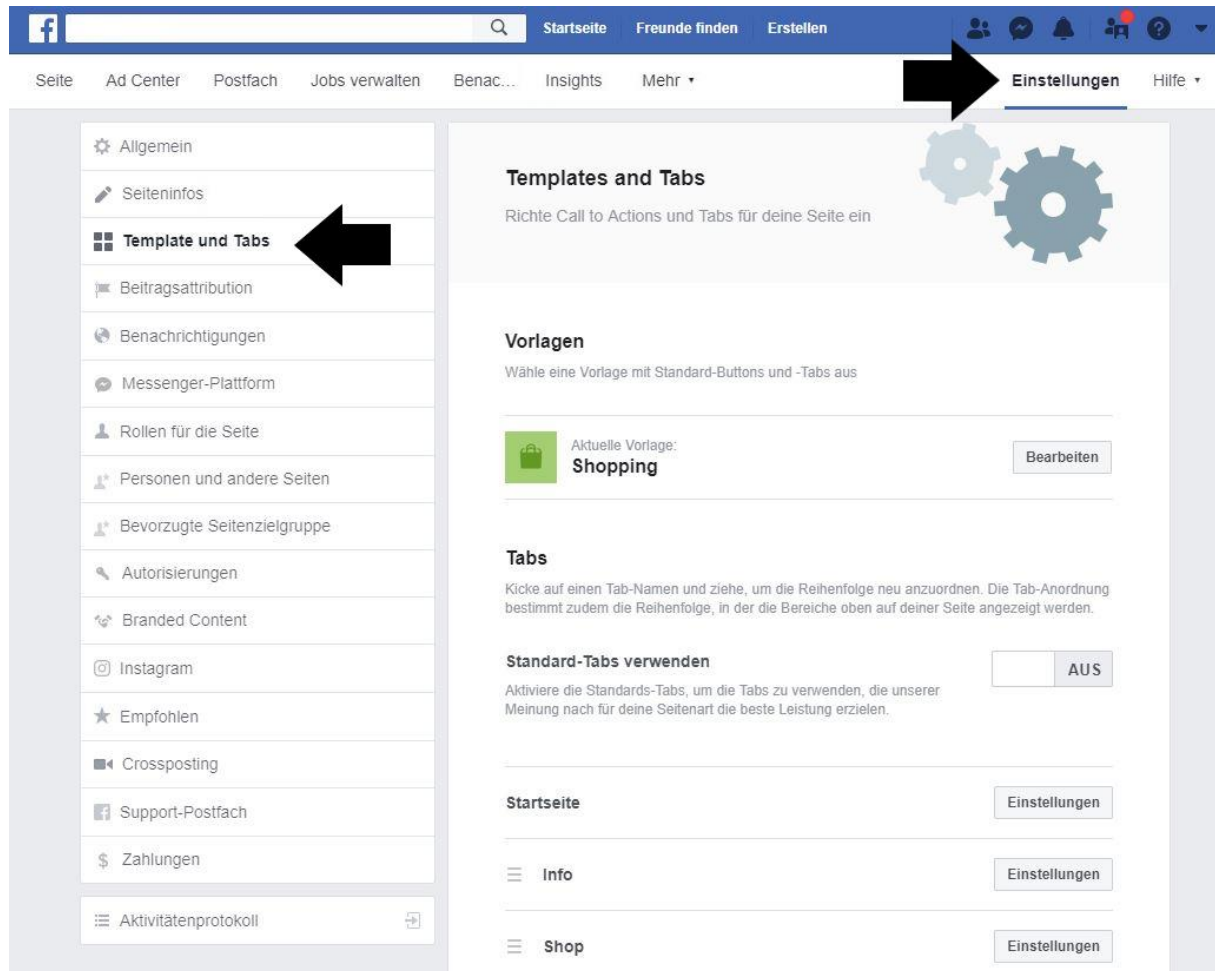 Startseite Freunde finden Erstellen
Seite Ad Center Postfach Jobs verwalten Benac... Insights Mehr Einstellungen Hilfe
Allgemein
Seiteninfos
Template und Tabs
Beitragsattribution
Benachrichtigungen
Messenger-Plattform
Rollen für die Seite
Personen und andere Seiten
Bevorzugte Seitenzielgruppe
Autorisierungen
Branded Content
Instagram
Empfohlen
Crossposting
Support-Postfach
Zahlungen
Aktivitätenprotokoll
Templates and Tabs
Richte Call to Actions und Tabs für deine Seite ein
Vorlagen
Wähle eine Vorlage mit Standard-Buttons und -Tabs aus
Aktuelle Vorlage:
Shopping
Bearbeiten
Tabs
Kicke auf einen Tab-Namen und ziehe, um die Reihenfolge neu anzuordnen. Die Tab-Anordnung
bestimmt zudem die Reihenfolge, in der die Bereiche oben auf deiner Seite angezeigt werden.
Standard-Tabs verwenden
AUS
Aktiviere die Standards-Tabs, um die Tabs zu verwenden, die unserer
Meinung nach für deine Seitenart die beste Leistung erzielen.
Startseite Einstellungen
Info Einstellungen
Shop Einstellungen